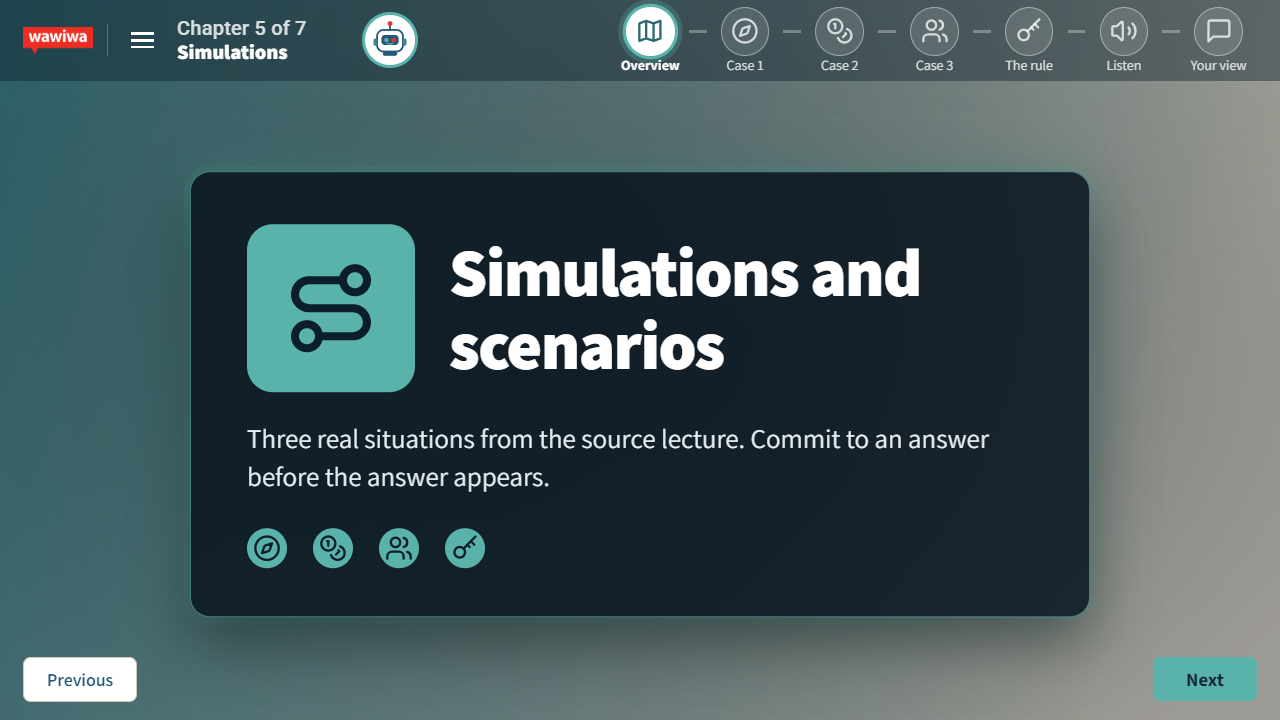 wawiwa
Chapter 5 of 7
Simulations
Overview
Case 1
Case 2
Case 3
The rule
Listen
Your view
Simulations and
scenarios
Three real situations from the source lecture. Commit to an answer
before the answer appears.
Previous
Next